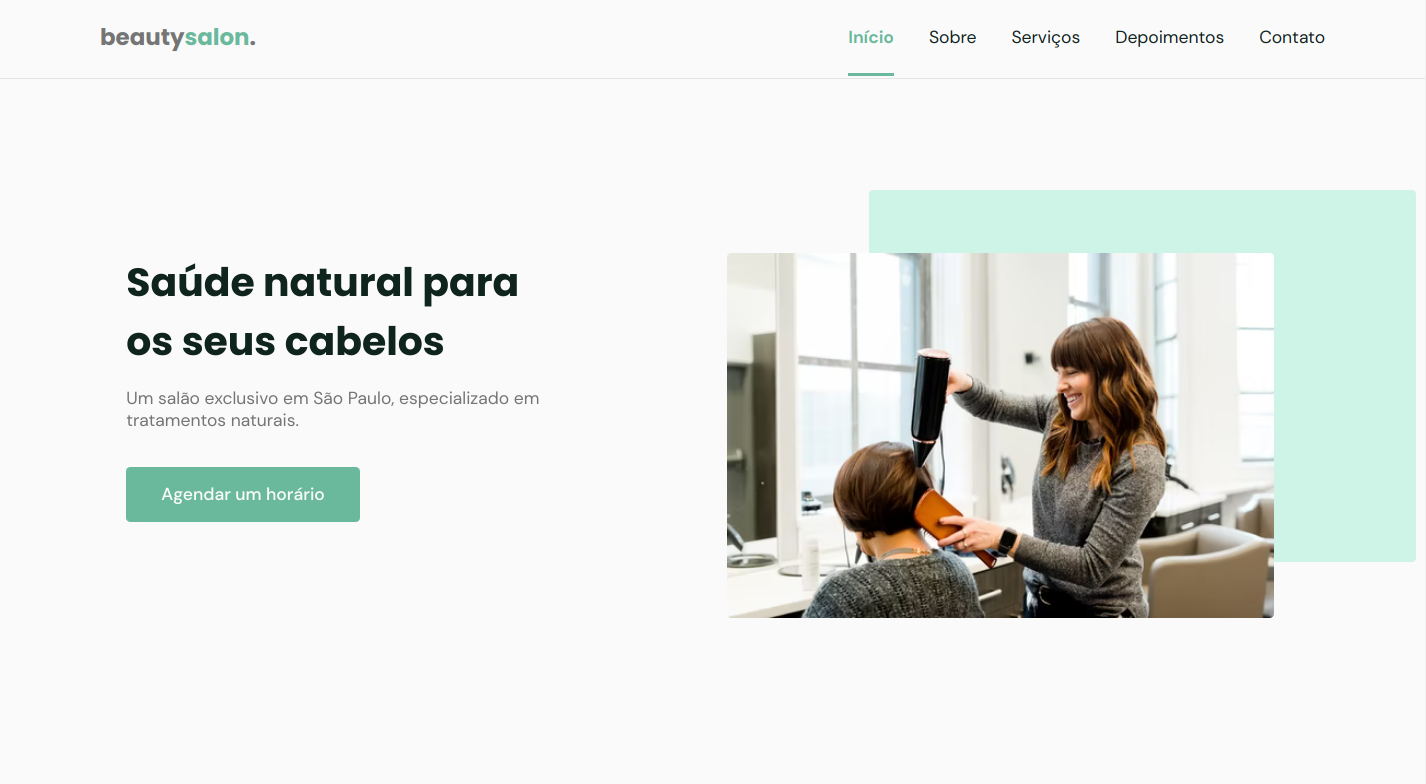 beautysalon.
Início Sobre Serviços Depoimentos Contato
Saúde natural para
os seus cabelos
Um salão exclusivo em São Paulo, especializado em
tratamentos naturais.
Agendar um horário